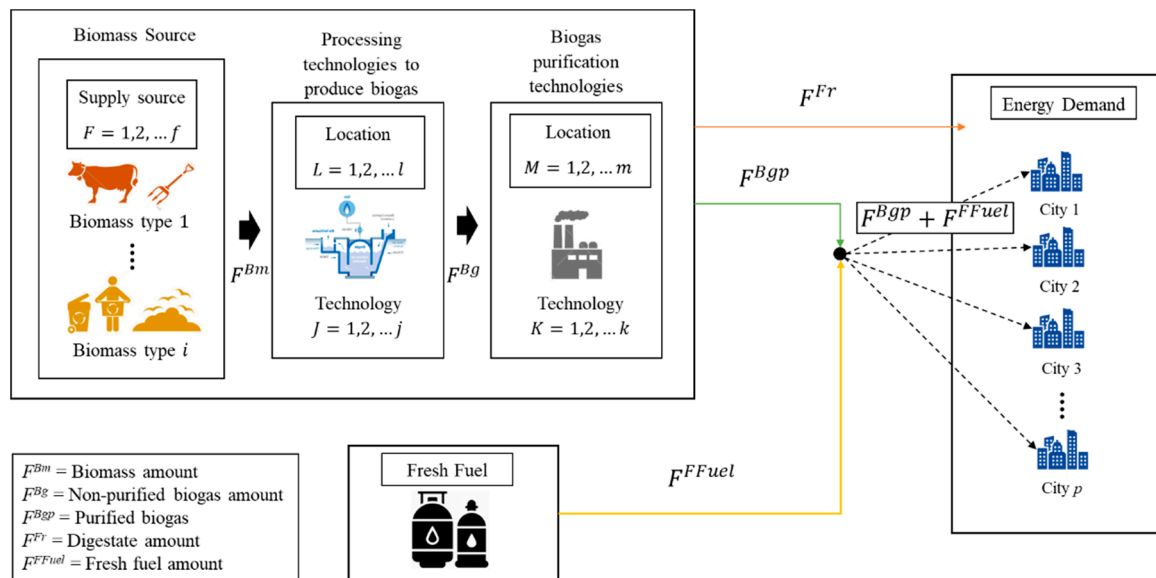 Biomass Source
Supply source
F = 1,2, … f
Biomass type 1
Biomass type i
F^{Bm}
Processing
technologies to
produce biogas
Location
L = 1,2, … l
Technology
J = 1,2, … j
F^{Bg}
Biogas
purification
technologies
Location
M = 1,2, … m
Technology
K = 1,2, … k
F^{Fr}
F^{Bgp}
F^{Bgp} + F^{FFuel}
Energy Demand
City 1
City 2
City 3
City p
F^{Bm} = Biomass amount
F^{Bg} = Non-purified biogas amount
F^{Bgp} = Purified biogas
F^{Fr} = Digestate amount
F^{FFuel} = Fresh fuel amount
Fresh Fuel
F^{FFuel}